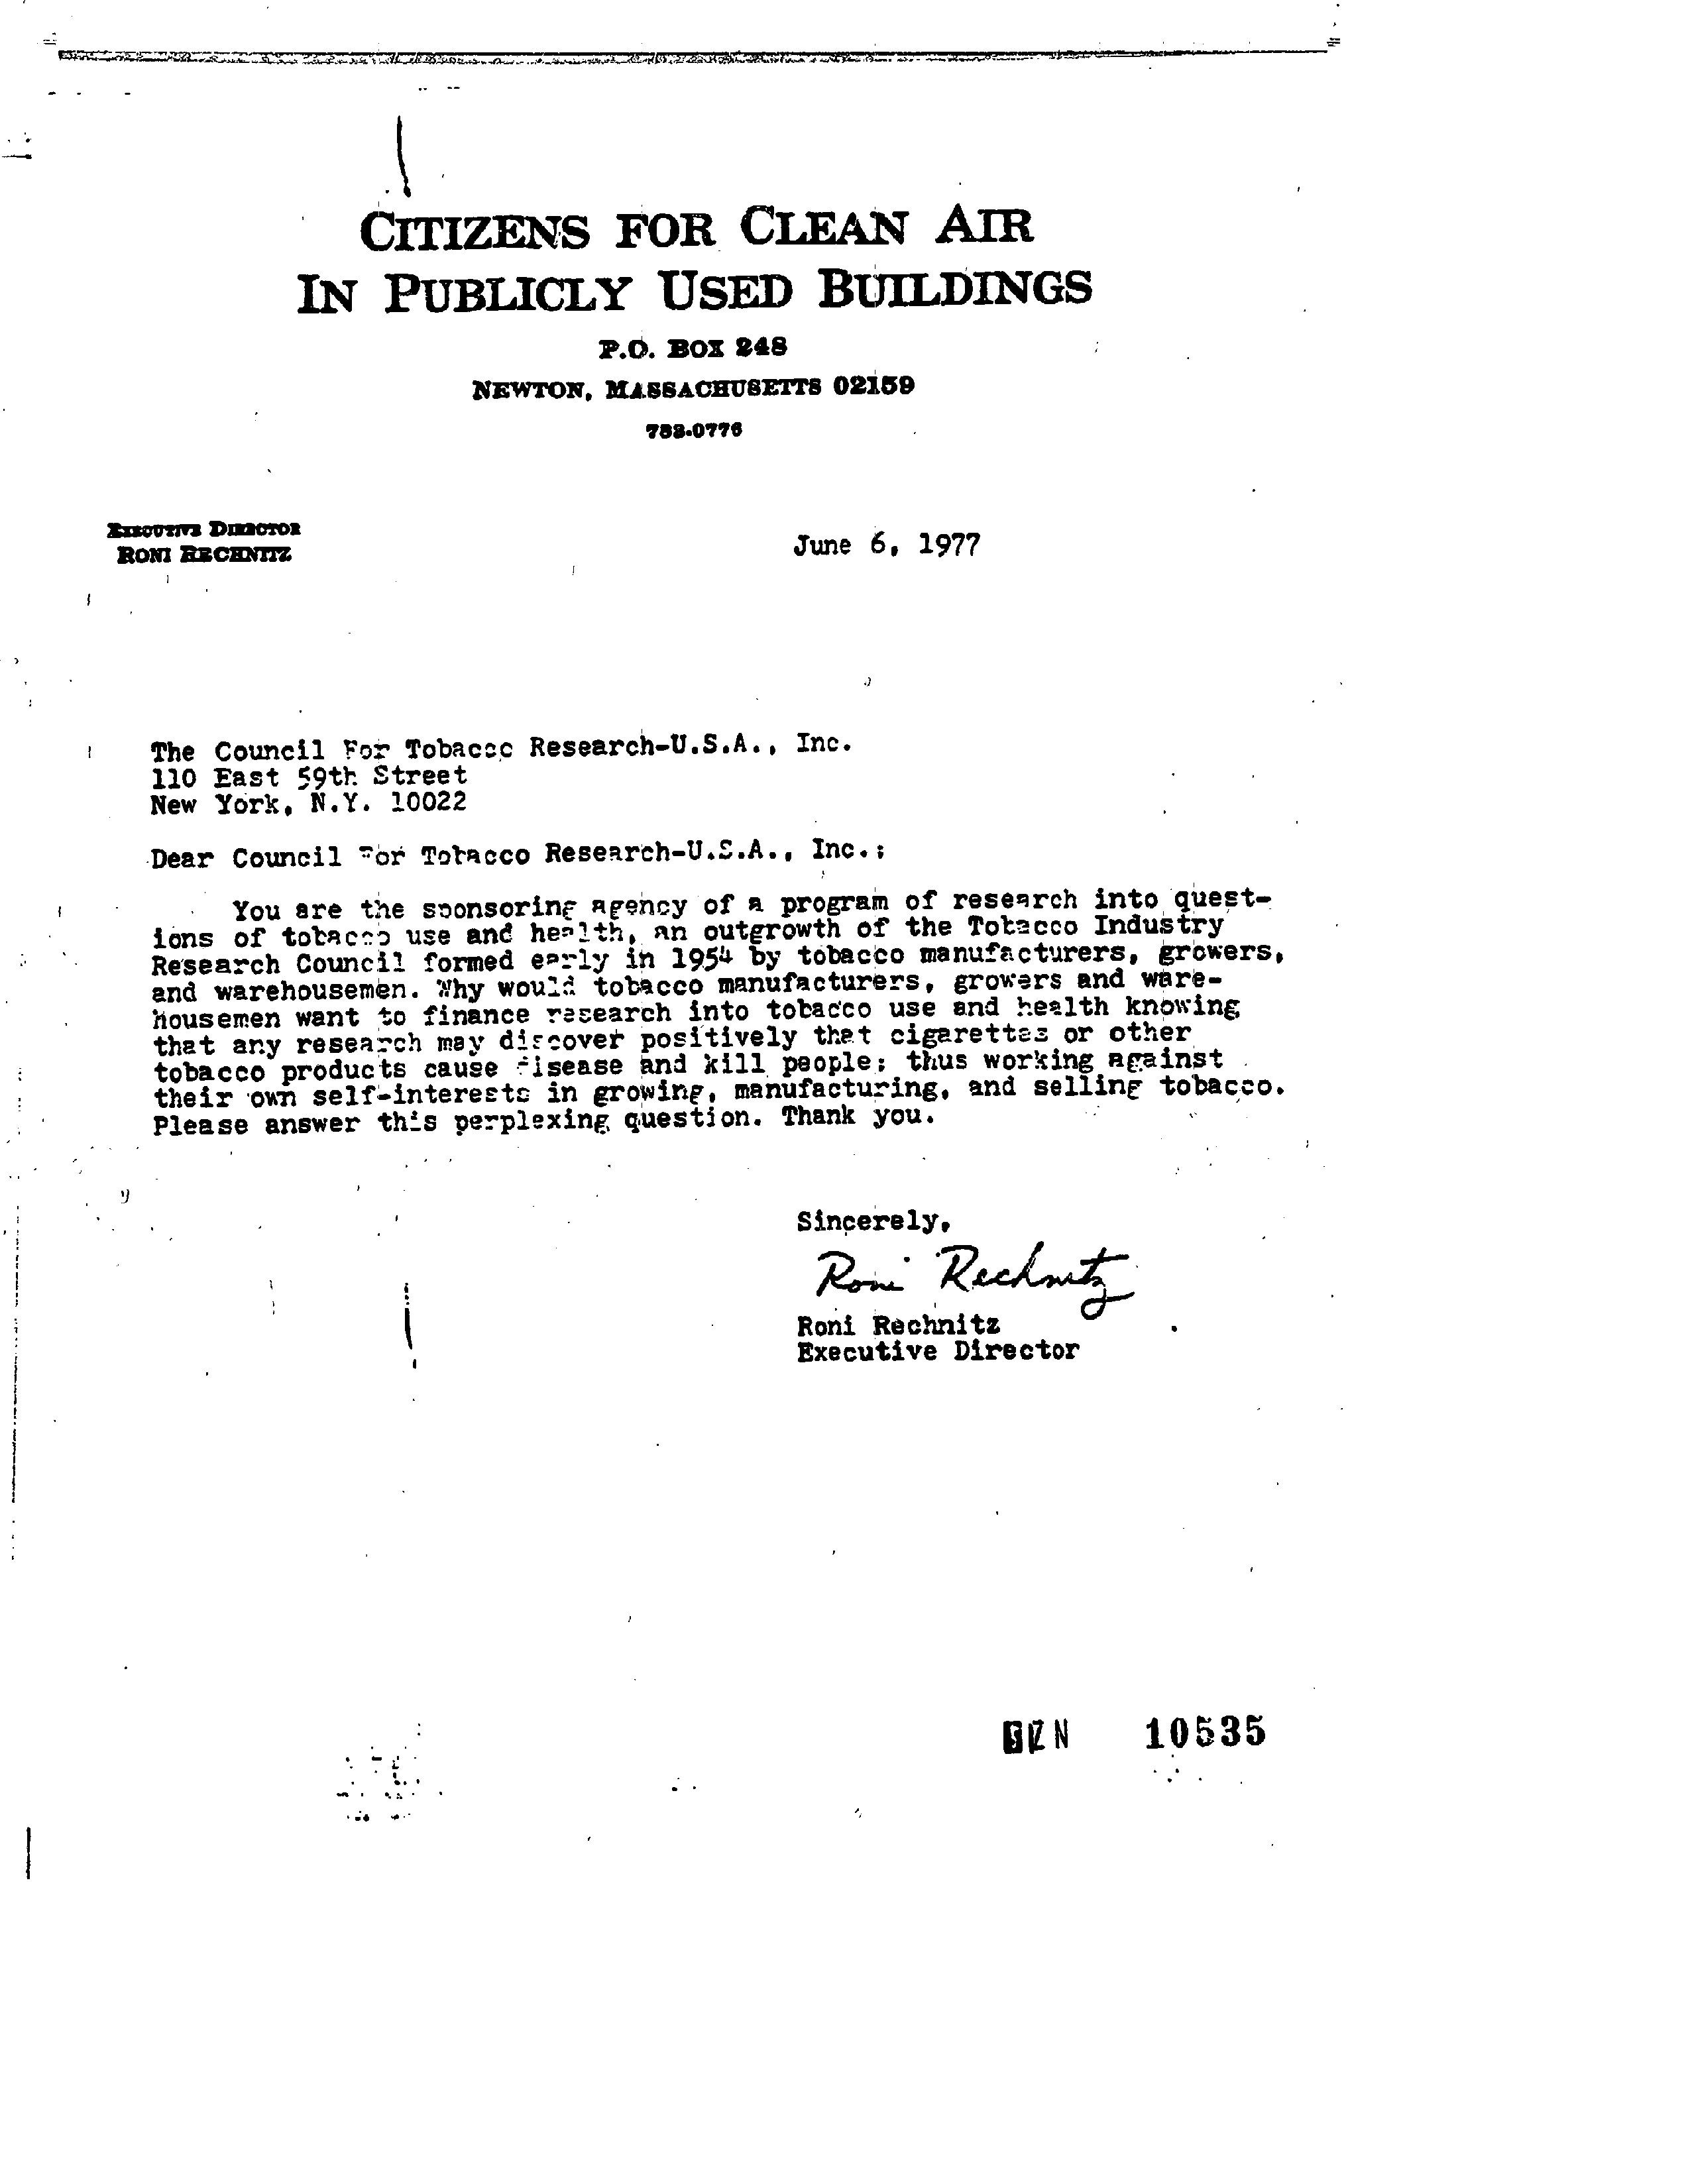 CITIZENS FOR CLEAN AIR
IN PUBLICLY USED BUILDINGS
P.O. BOX 248
NEWTON, MASSACHUSETTS 02159
EXECUTIVE DIRECTOR
RONI RECHNITZ
June 6, 1977
The Council For Tobacco Research-U.S.A., Inc.
110 East 59th Street
New York, N.Y. 10022
Dear Council For Tobacco Research-U.S.A., Inc.:
You are the sponsoring agency of a program of research into quest-
ions of tobacco use and health, an outgrowth of the Tobacco Industry
Research Council formed early in 1954 by tobacco manufacturers, growers,
and warehousemen. Why would tobacco manufacturers, growers and ware-
housemen want to finance research into tobacco use and health knowing
that any research may discover positively that cigarettes or other
tobacco products cause disease and kill people; thus working against
their own self-interests in growing, manufacturing, and selling tobacco.
Please answer this perplexing question. Thank you.
Sincerely,
Roni Rechnitz
Roni Rechnitz
Executive Director
10535